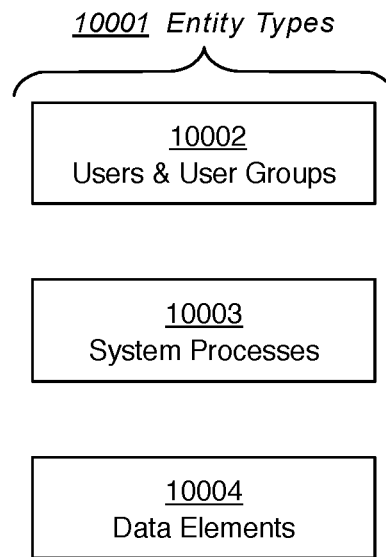 10001 Entity Types
10002
Users & User Groups
10003
System Processes
10004
Data Elements